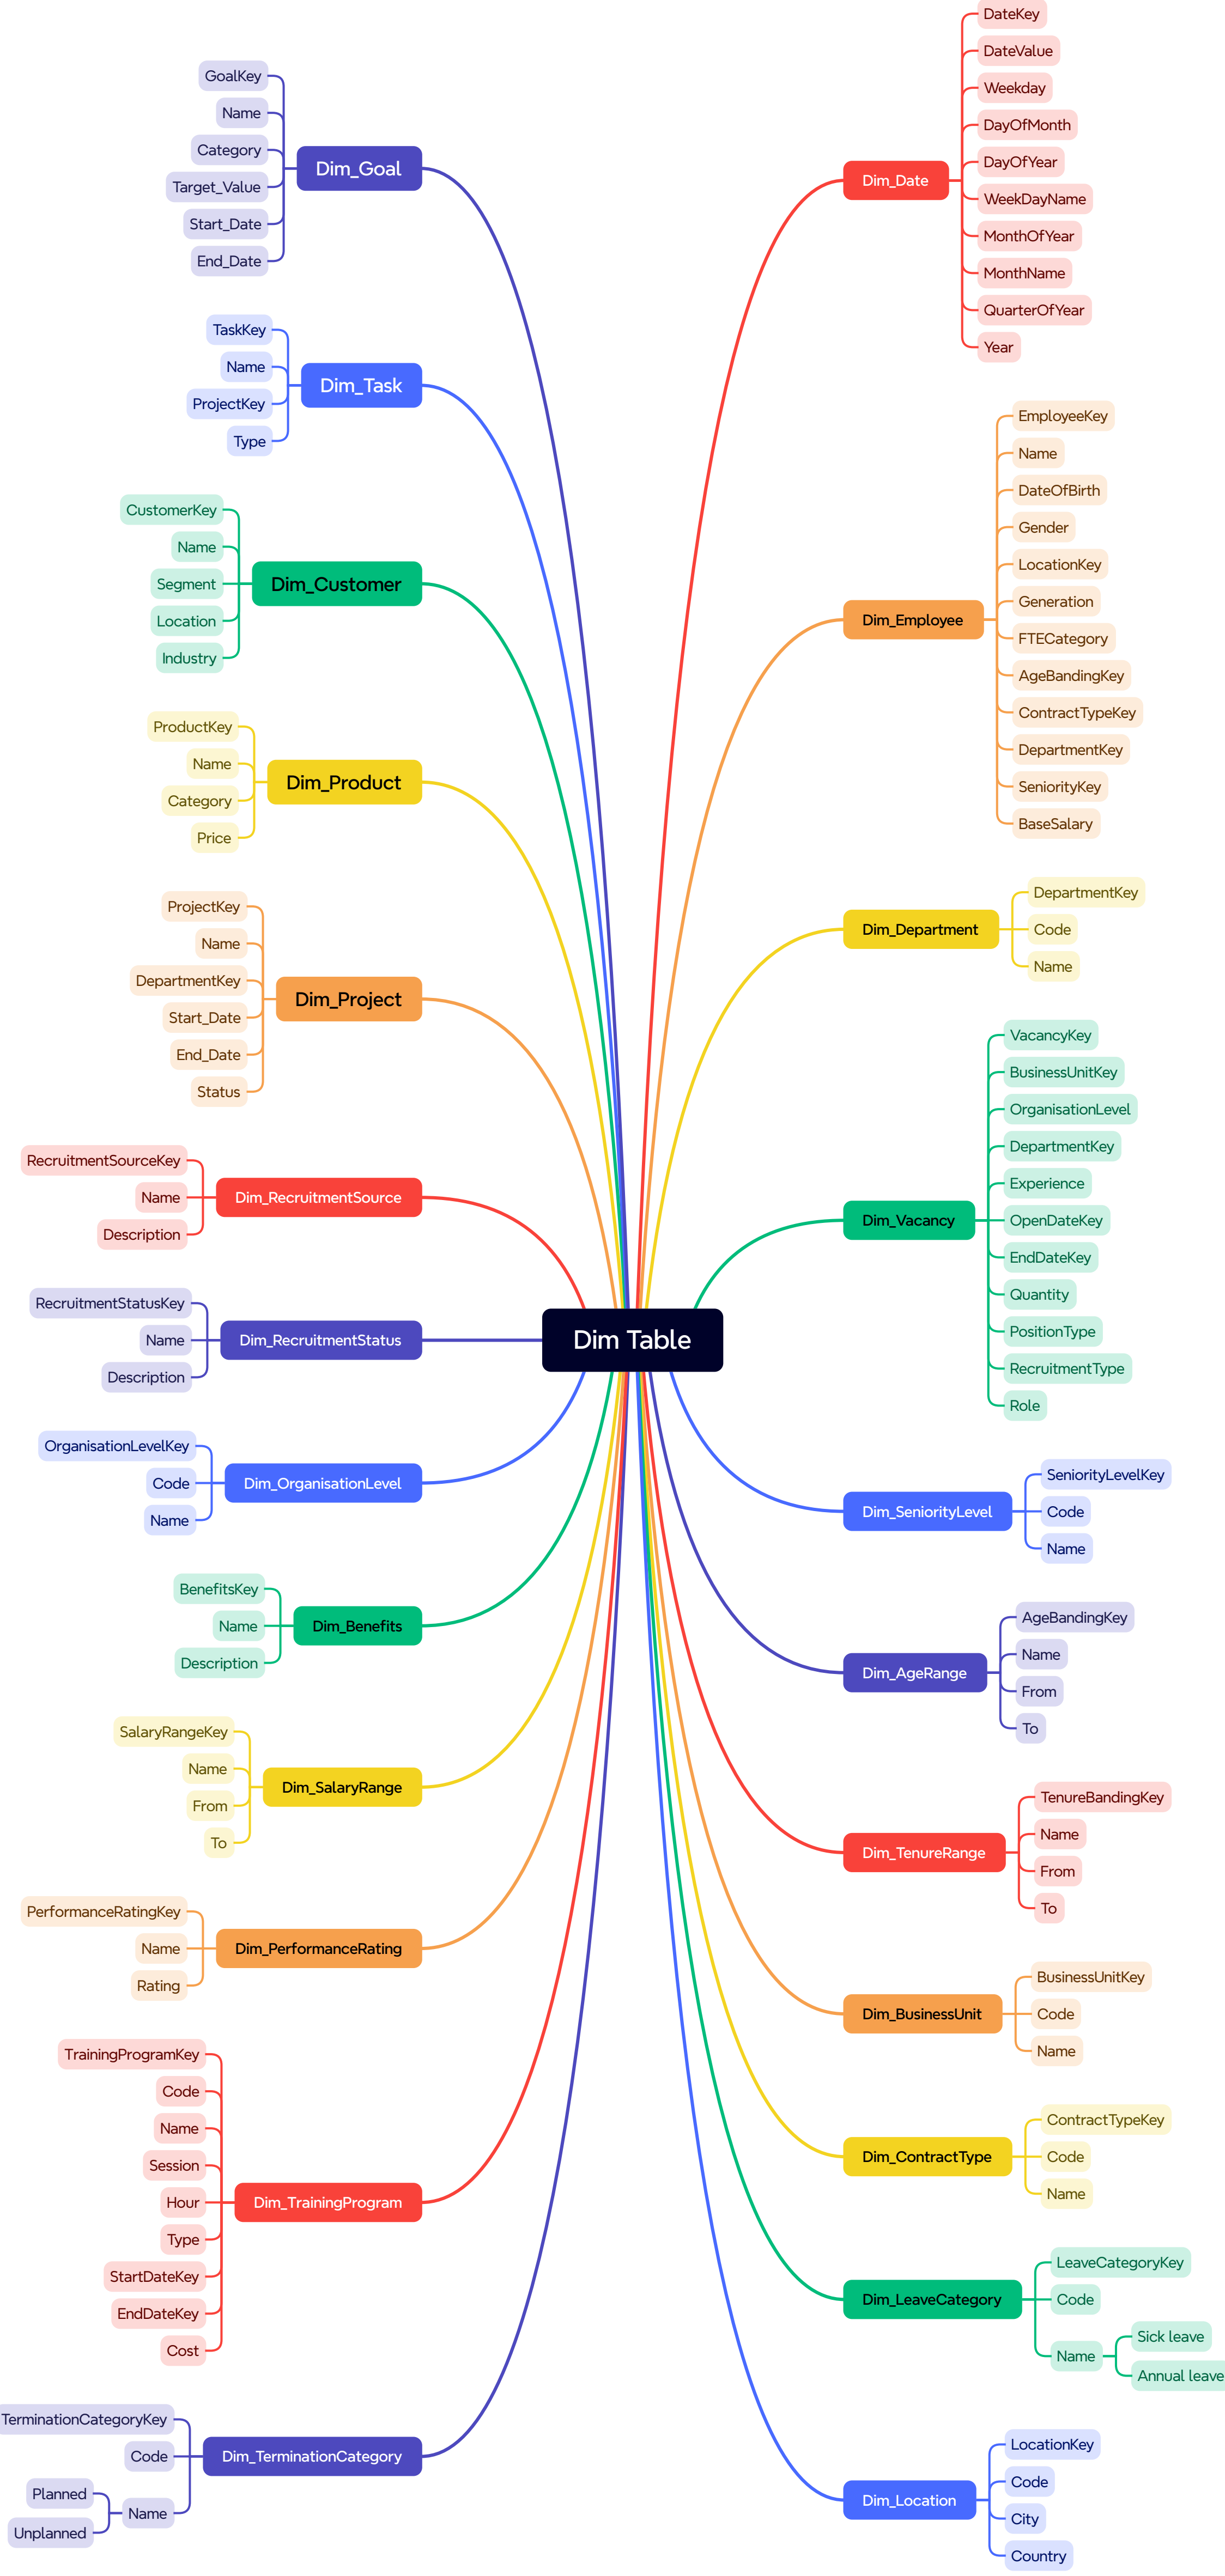 Dim Table
Dim_Date
DateKey
DateValue
Weekday
DayOfMonth
DayOfYear
WeekDayName
MonthOfYear
MonthName
QuarterOfYear
Year
Dim_Employee
EmployeeKey
Name
DateOfBirth
Gender
LocationKey
Generation
FTECategory
AgeBandingKey
ContractTypeKey
DepartmentKey
SeniorityKey
BaseSalary
Dim_Department
DepartmentKey
Code
Name
Dim_Vacancy
VacancyKey
BusinessUnitKey
OrganisationLevel
DepartmentKey
Experience
OpenDateKey
EndDateKey
Quantity
PositionType
RecruitmentType
Role
Dim_SeniorityLevel
SeniorityLevelKey
Code
Name
Dim_AgeRange
AgeBandingKey
Name
From
To
Dim_TenureRange
TenureBandingKey
Name
From
To
Dim_BusinessUnit
BusinessUnitKey
Code
Name
Dim_ContractType
ContractTypeKey
Code
Name
Dim_LeaveCategory
LeaveCategoryKey
Code
Name
Sick leave
Annual leave
Dim_Location
LocationKey
Code
City
Country
Dim_Goal
GoalKey
Name
Category
Target_Value
Start_Date
End_Date
Dim_Task
TaskKey
Name
ProjectKey
Type
Dim_Customer
CustomerKey
Name
Segment
Location
Industry
Dim_Product
ProductKey
Name
Category
Price
Dim_Project
ProjectKey
Name
DepartmentKey
Start_Date
End_Date
Status
Dim_RecruitmentSource
RecruitmentSourceKey
Name
Description
Dim_RecruitmentStatus
RecruitmentStatusKey
Name
Description
Dim_OrganisationLevel
OrganisationLevelKey
Code
Name
Dim_Benefits
BenefitsKey
Name
Description
Dim_SalaryRange
SalaryRangeKey
Name
From
To
Dim_PerformanceRating
PerformanceRatingKey
Name
Rating
Dim_TrainingProgram
TrainingProgramKey
Code
Name
Session
Hour
Type
StartDateKey
EndDateKey
Cost
Dim_TerminationCategory
TerminationCategoryKey
Code
Name
Planned
Unplanned